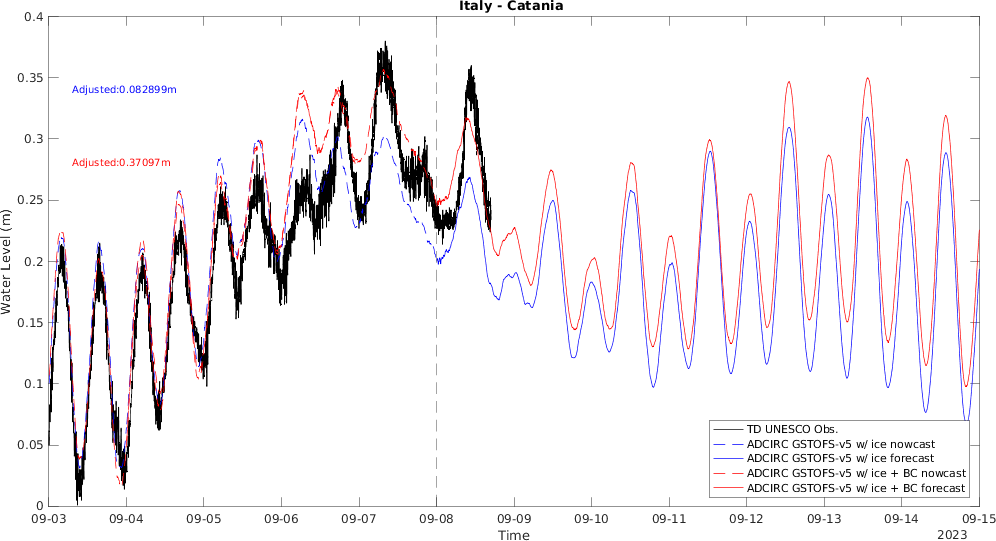 Italy - Catania
0.4
0.35
0.3
0.25
0.2
0.15
0.1
0.05
0
Water Level (m)
Adjusted:0.082899m
Adjusted:0.37097m
TD UNESCO Obs.
ADCIRC GSTOFS-v5 w/ ice nowcast
ADCIRC GSTOFS-v5 w/ ice forecast
ADCIRC GSTOFS-v5 w/ ice + BC nowcast
ADCIRC GSTOFS-v5 w/ ice + BC forecast
09-03 09-04 09-05 09-06 09-07 09-08 09-09 09-10 09-11 09-12 09-13 09-14 09-15
Time
2023